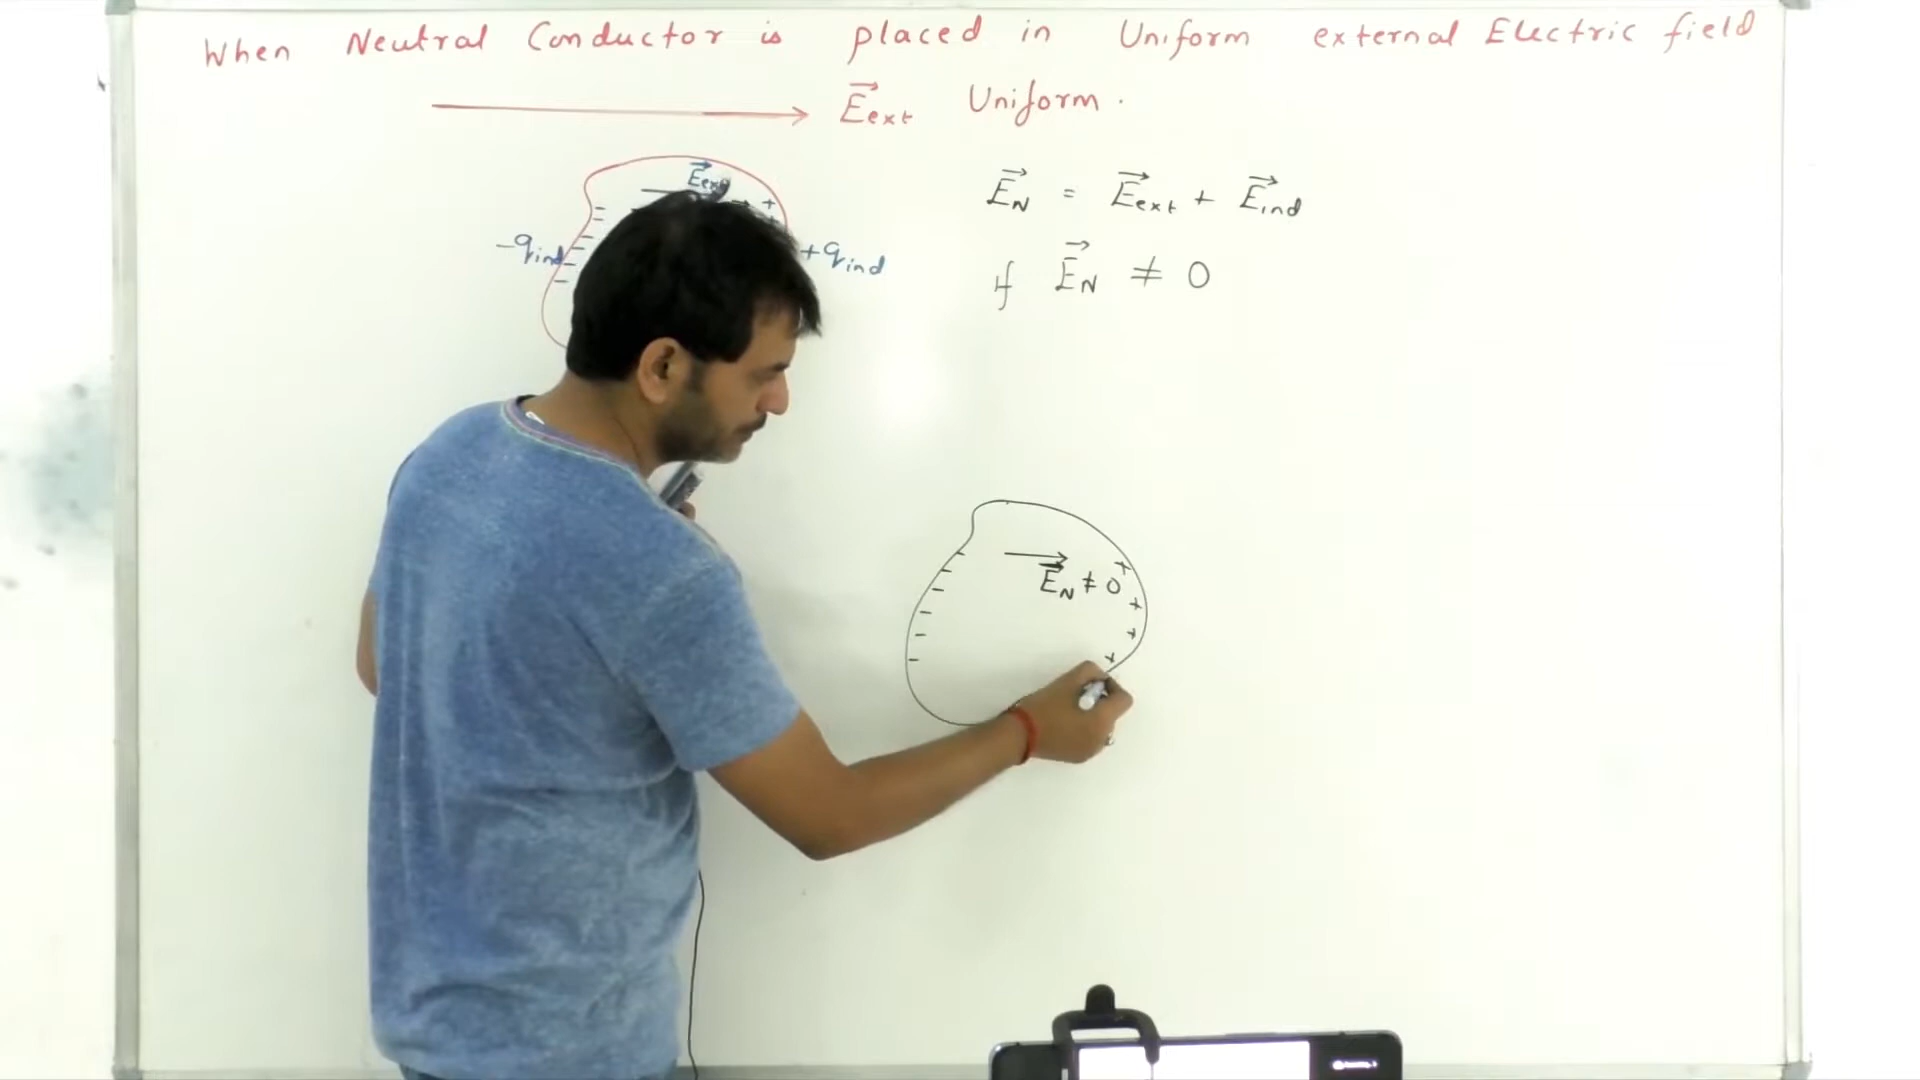 When Neutral Conductor is placed in Uniform external Electric field
E⃗ext Uniform.
E⃗ext
-qind
+qind
E⃗N = E⃗ext + E⃗ind
if E⃗N ≠ 0
E⃗N ≠ 0